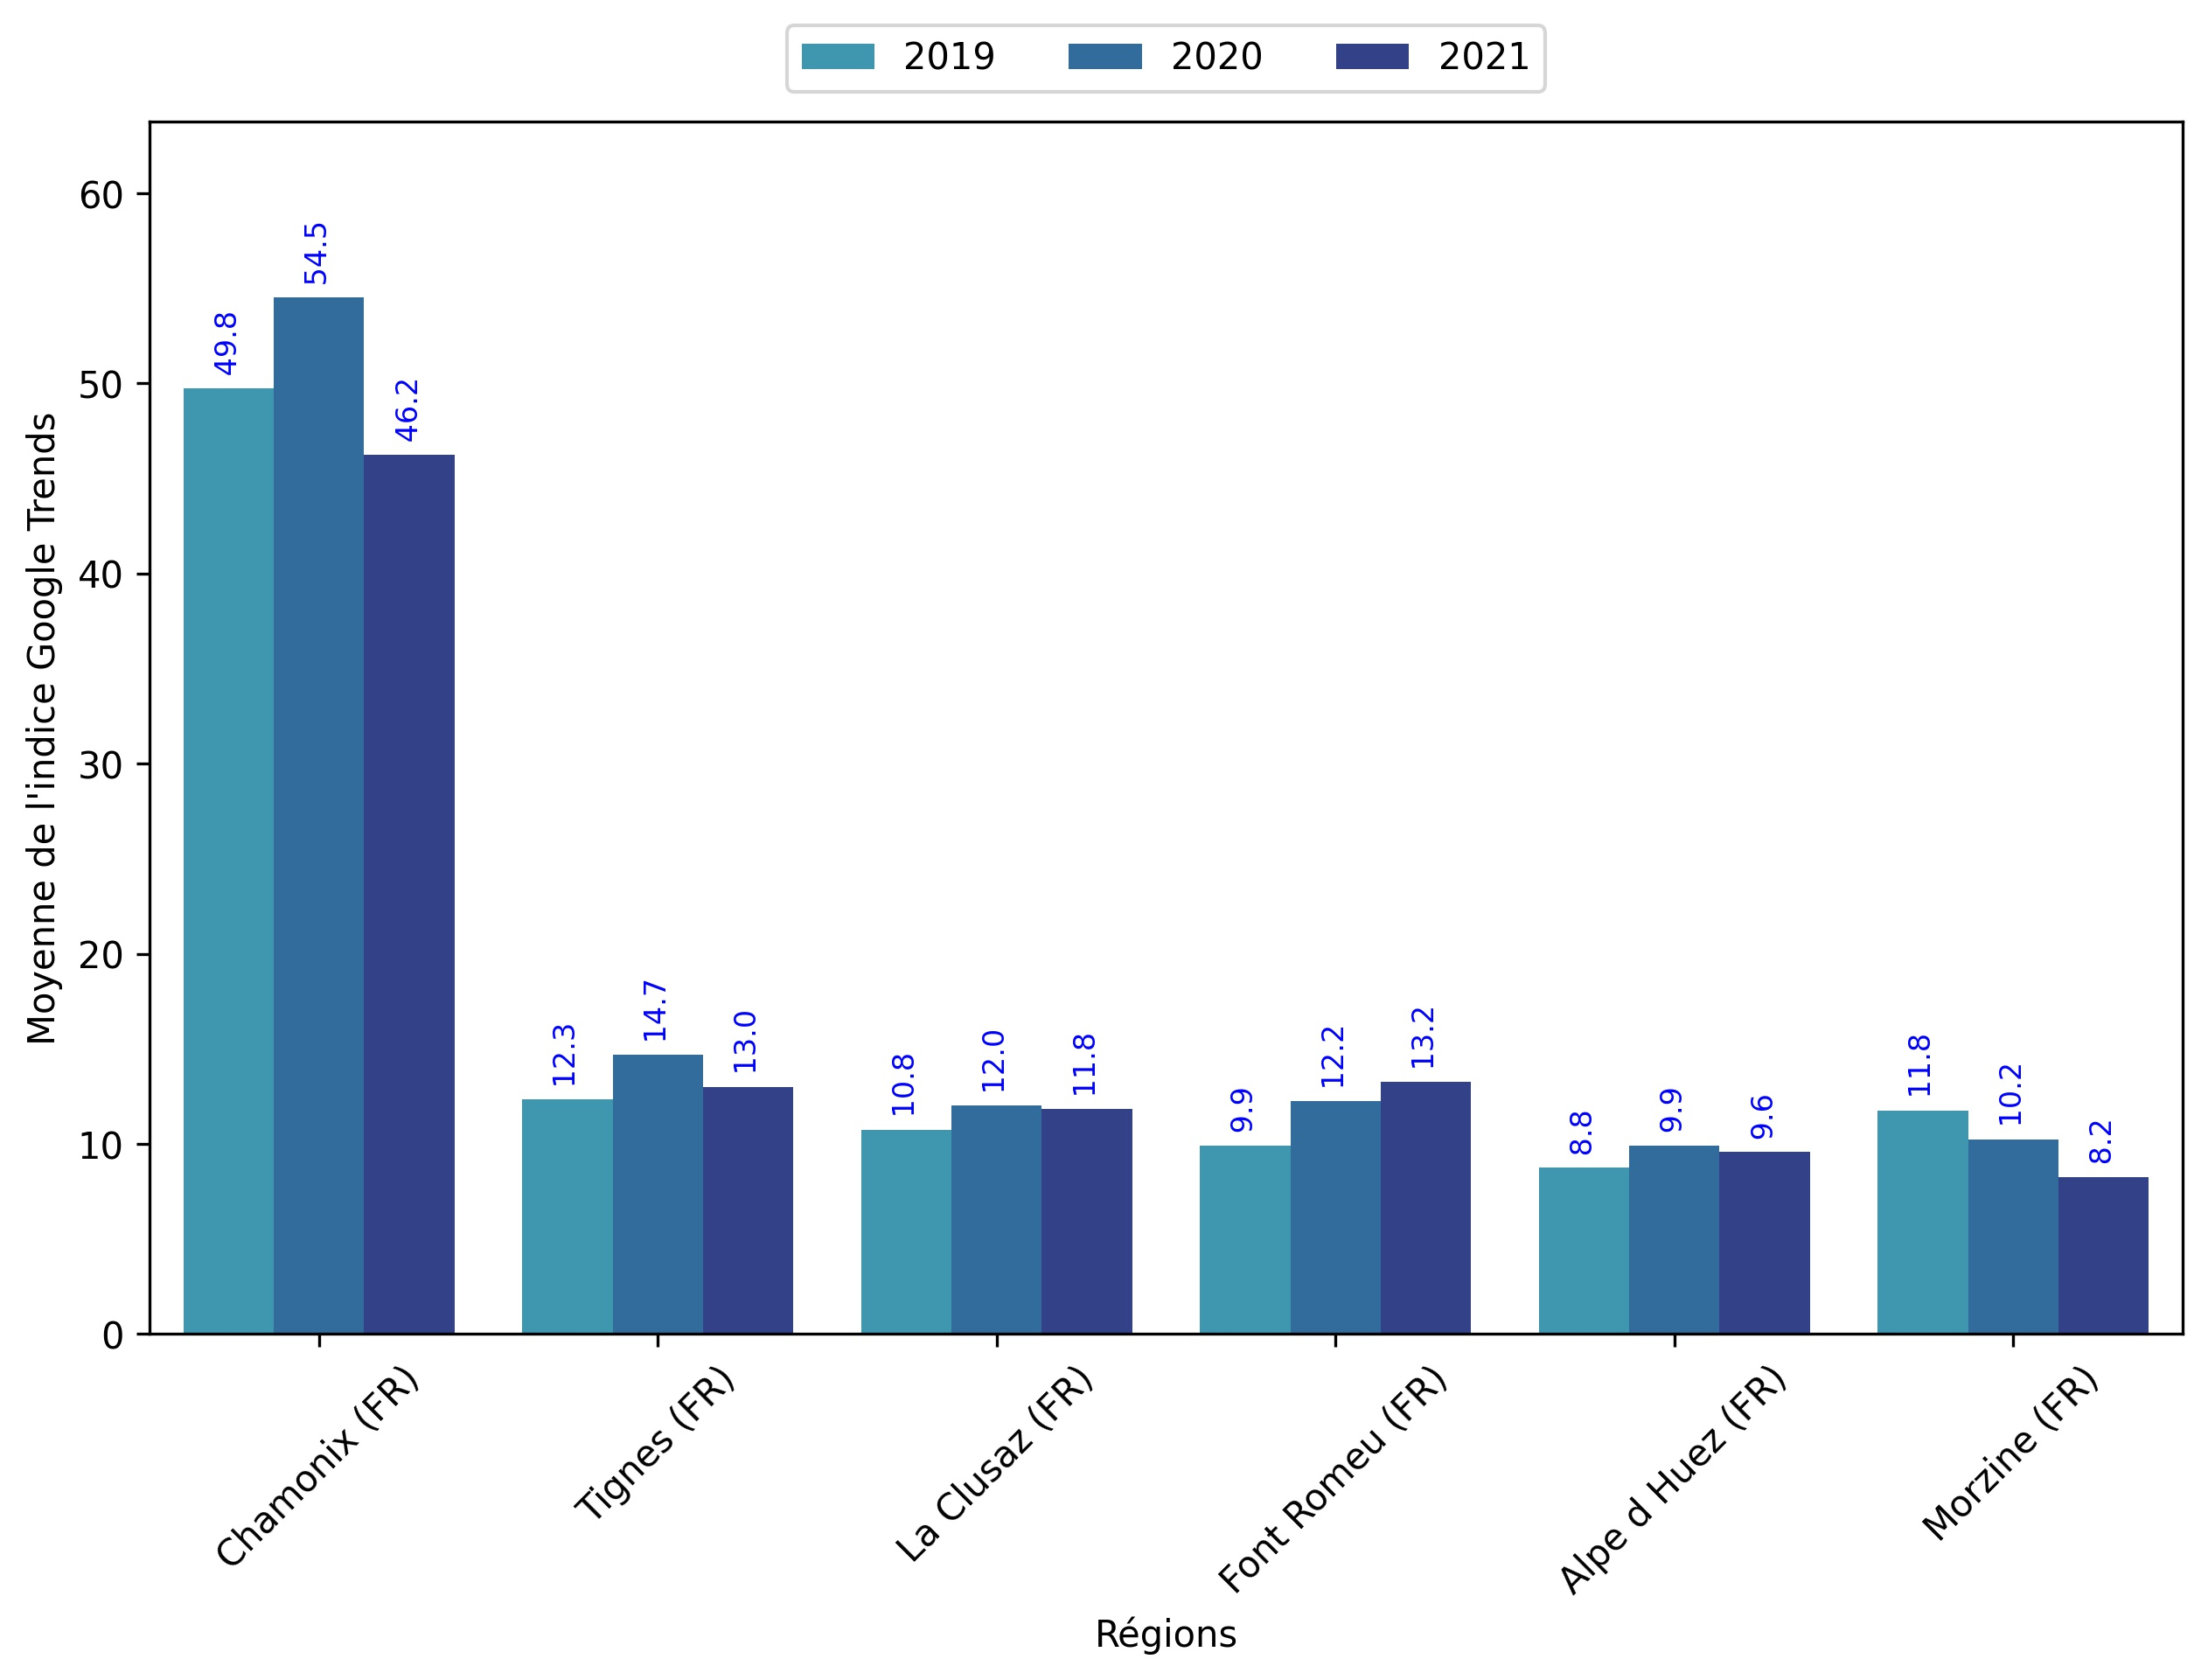 2019 2020 2021
Moyenne de l'indice Google Trends
60
50
40
30
20
10
0
49.8 54.5 46.2
12.3 14.7 13.0
10.8 12.0 11.8
9.9 12.2 13.2
8.8 9.9 9.6
11.8 10.2 8.2
Chamonix (FR)
Tignes (FR)
La Clusaz (FR)
Font Romeu (FR)
Alpe d Huez (FR)
Morzine (FR)
Régions